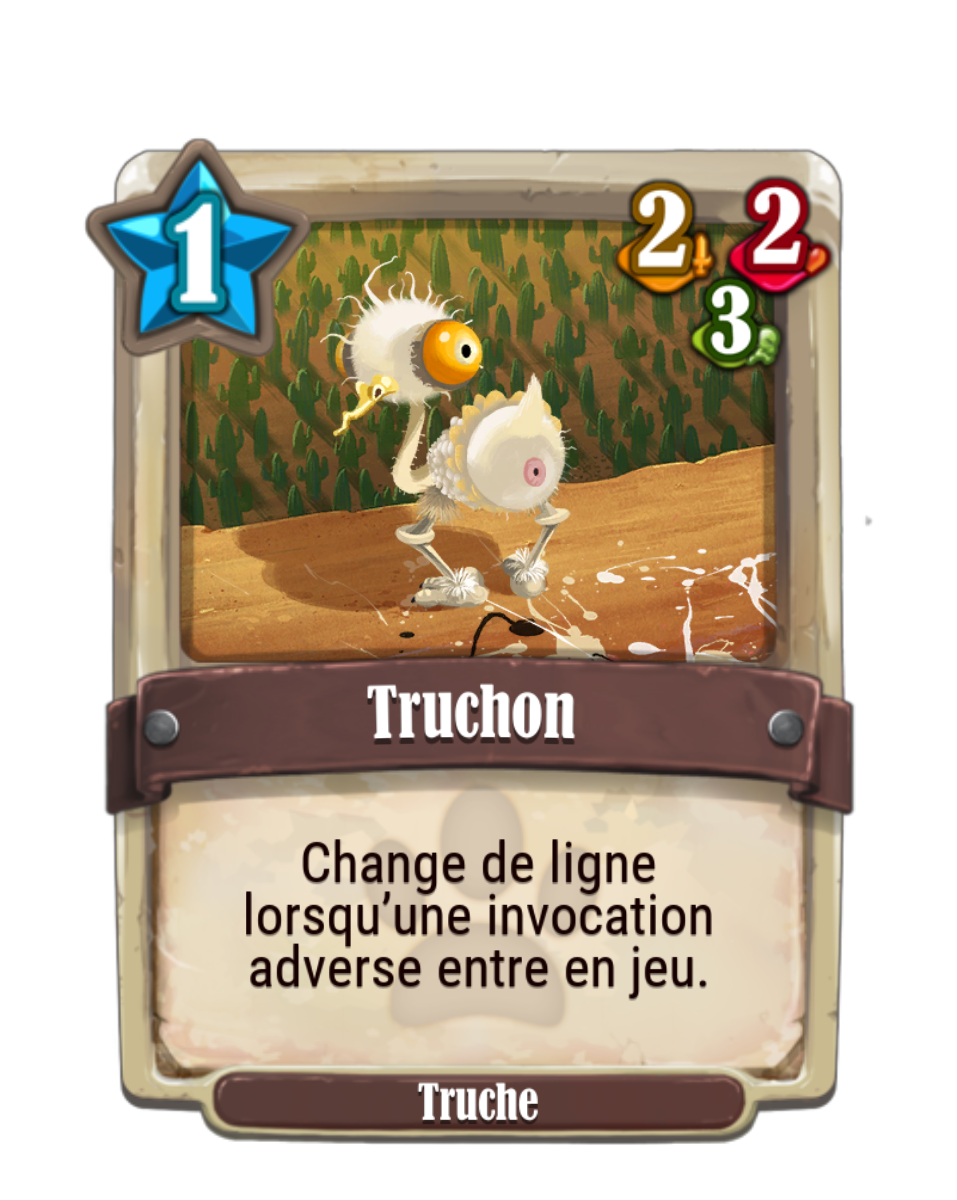 1
2 2
3
Truchon
Change de ligne
lorsqu’une invocation
adverse entre en jeu.
Truche